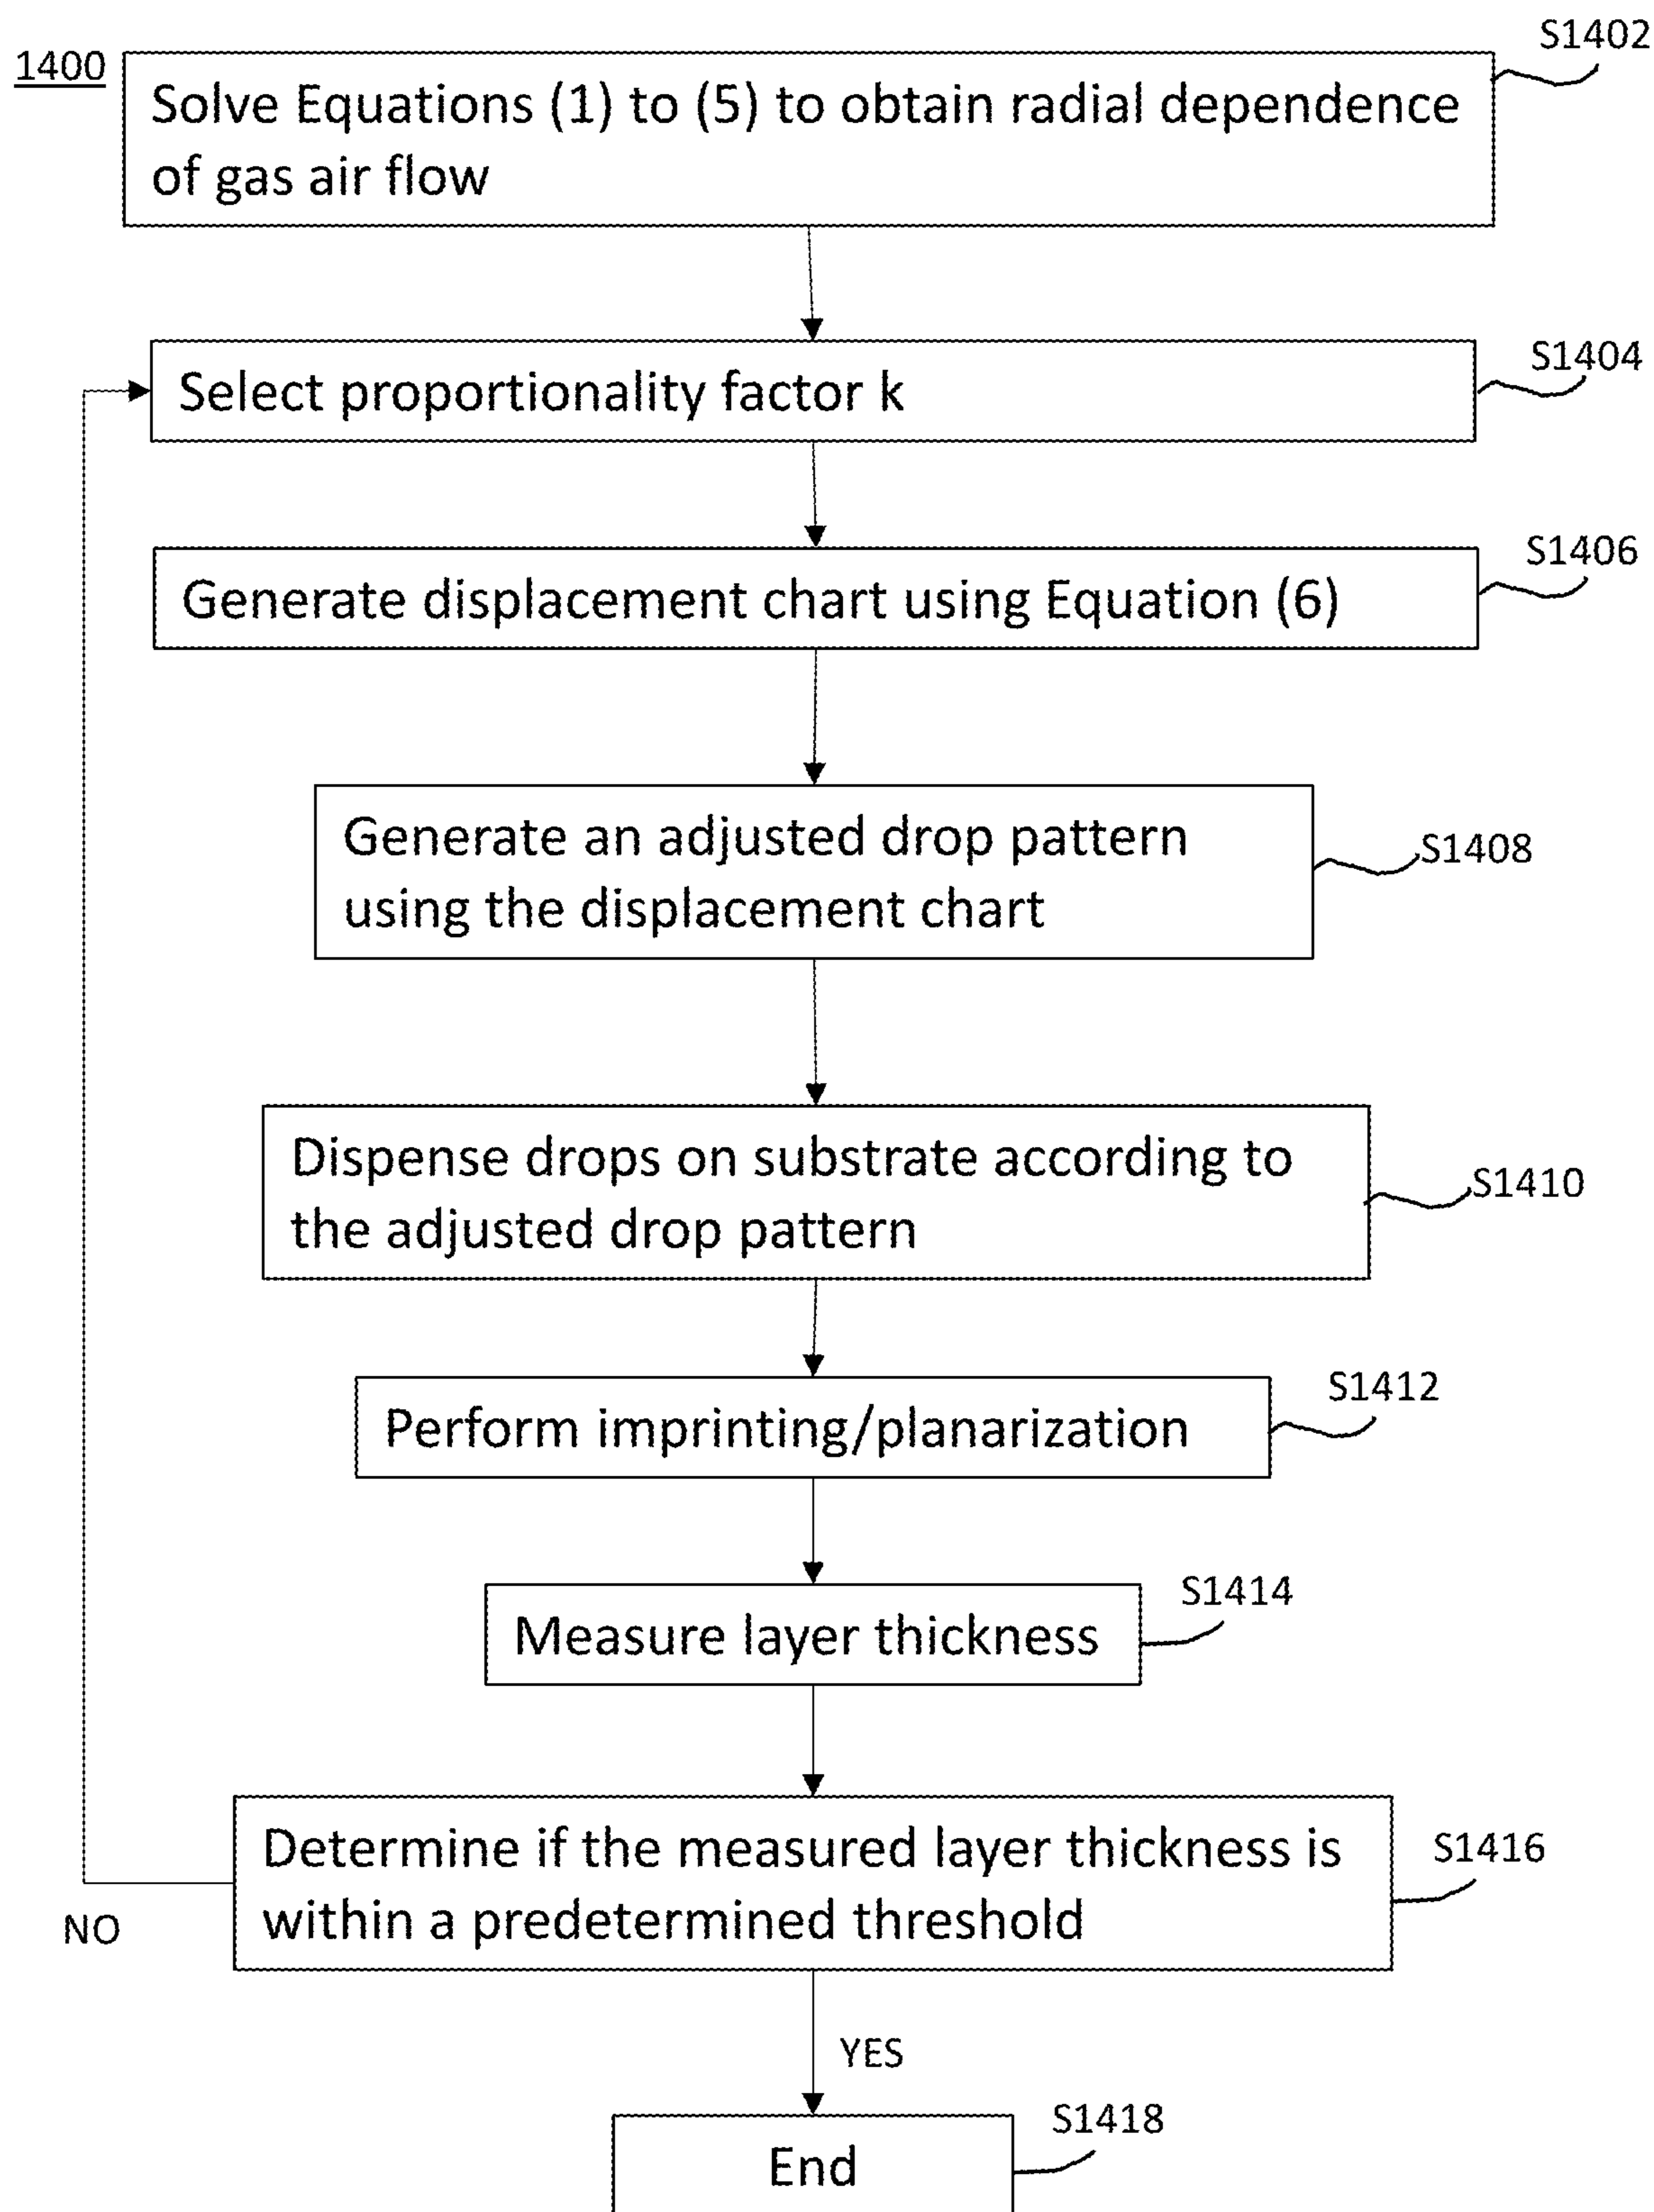 1400
S1402
Solve Equations (1) to (5) to obtain radial dependence
of gas air flow
S1404
Select proportionality factor k
S1406
Generate displacement chart using Equation (6)
Generate an adjusted drop pattern
using the displacement chart
S1408
Dispense drops on substrate according to
the adjusted drop pattern
S1410
S1412
Perform imprinting/planarization
S1414
Measure layer thickness
Determine if the measured layer thickness is
within a predetermined threshold
S1416
NO
YES
S1418
End